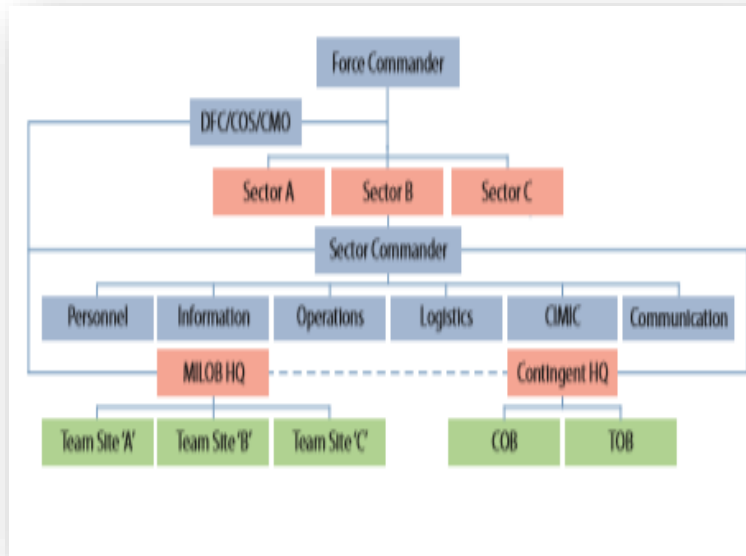 Force Commander
DFC/COS/CMO
Sector A
Sector B
Sector C
Sector Commander
Personnel
Information
Operations
Logistics
CIMIC
Communication
MILOB HQ
Contingent HQ
Team Site 'A'
Team Site 'B'
Team Site 'C'
COB
TOB